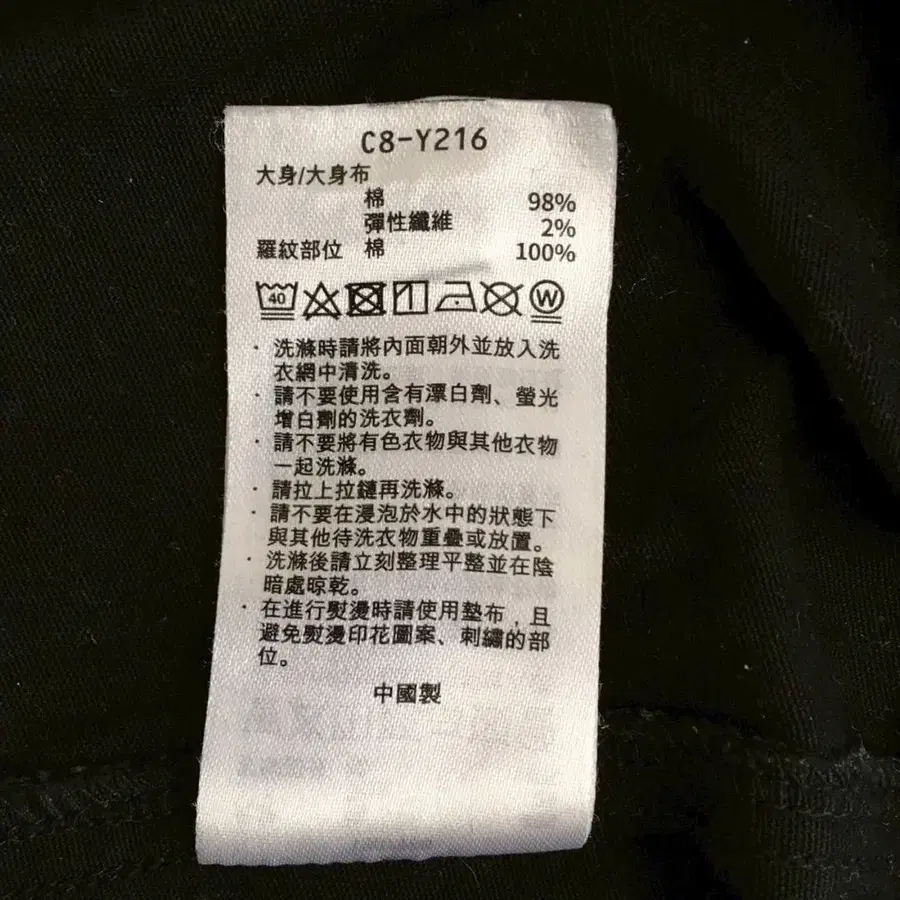 C8-Y216
大身/大身布
棉 98%
彈性纖維 2%
羅紋部位 棉 100%
40 W
· 洗滌時請將內面朝外並放入洗
衣網中清洗。
· 請不要使用含有漂白劑、螢光
增白劑的洗衣劑。
· 請不要將有色衣物與其他衣物
一起洗滌。
· 請拉上拉鏈再洗滌。
· 請不要在浸泡於水中的狀態下
與其他待洗衣物重疊或放置。
· 洗滌後請立刻整理平整並在陰
暗處晾乾。
· 在進行熨燙時請使用墊布，且
避免熨燙印花圖案、刺繡的部
位。
中國製